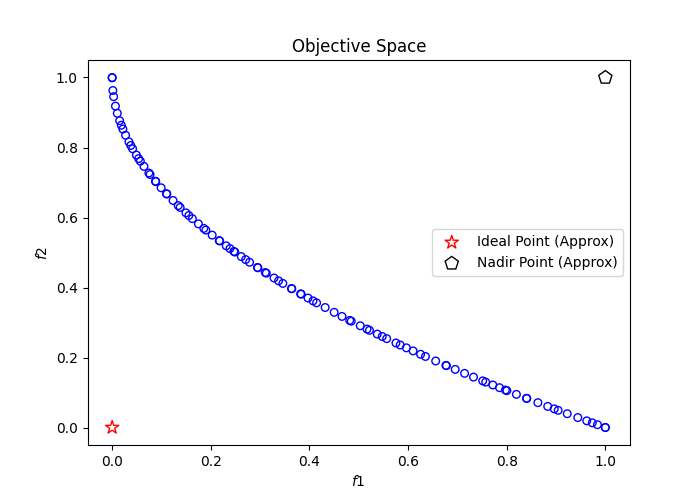 Objective Space
1.0
0.8
0.6
0.4
0.2
0.0
f2
Ideal Point (Approx)
Nadir Point (Approx)
0.0 0.2 0.4 0.6 0.8 1.0
f1